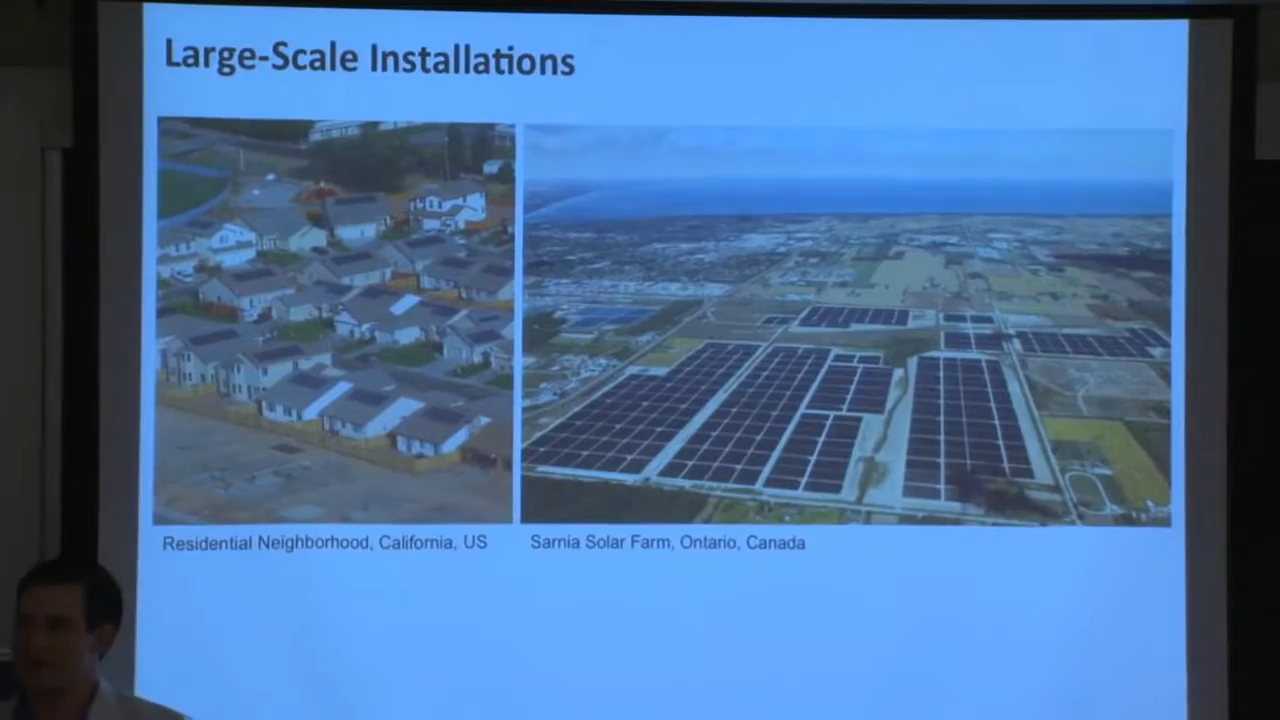 Large-Scale Installations
Residential Neighborhood, California, US
Sarnia Solar Farm, Ontario, Canada